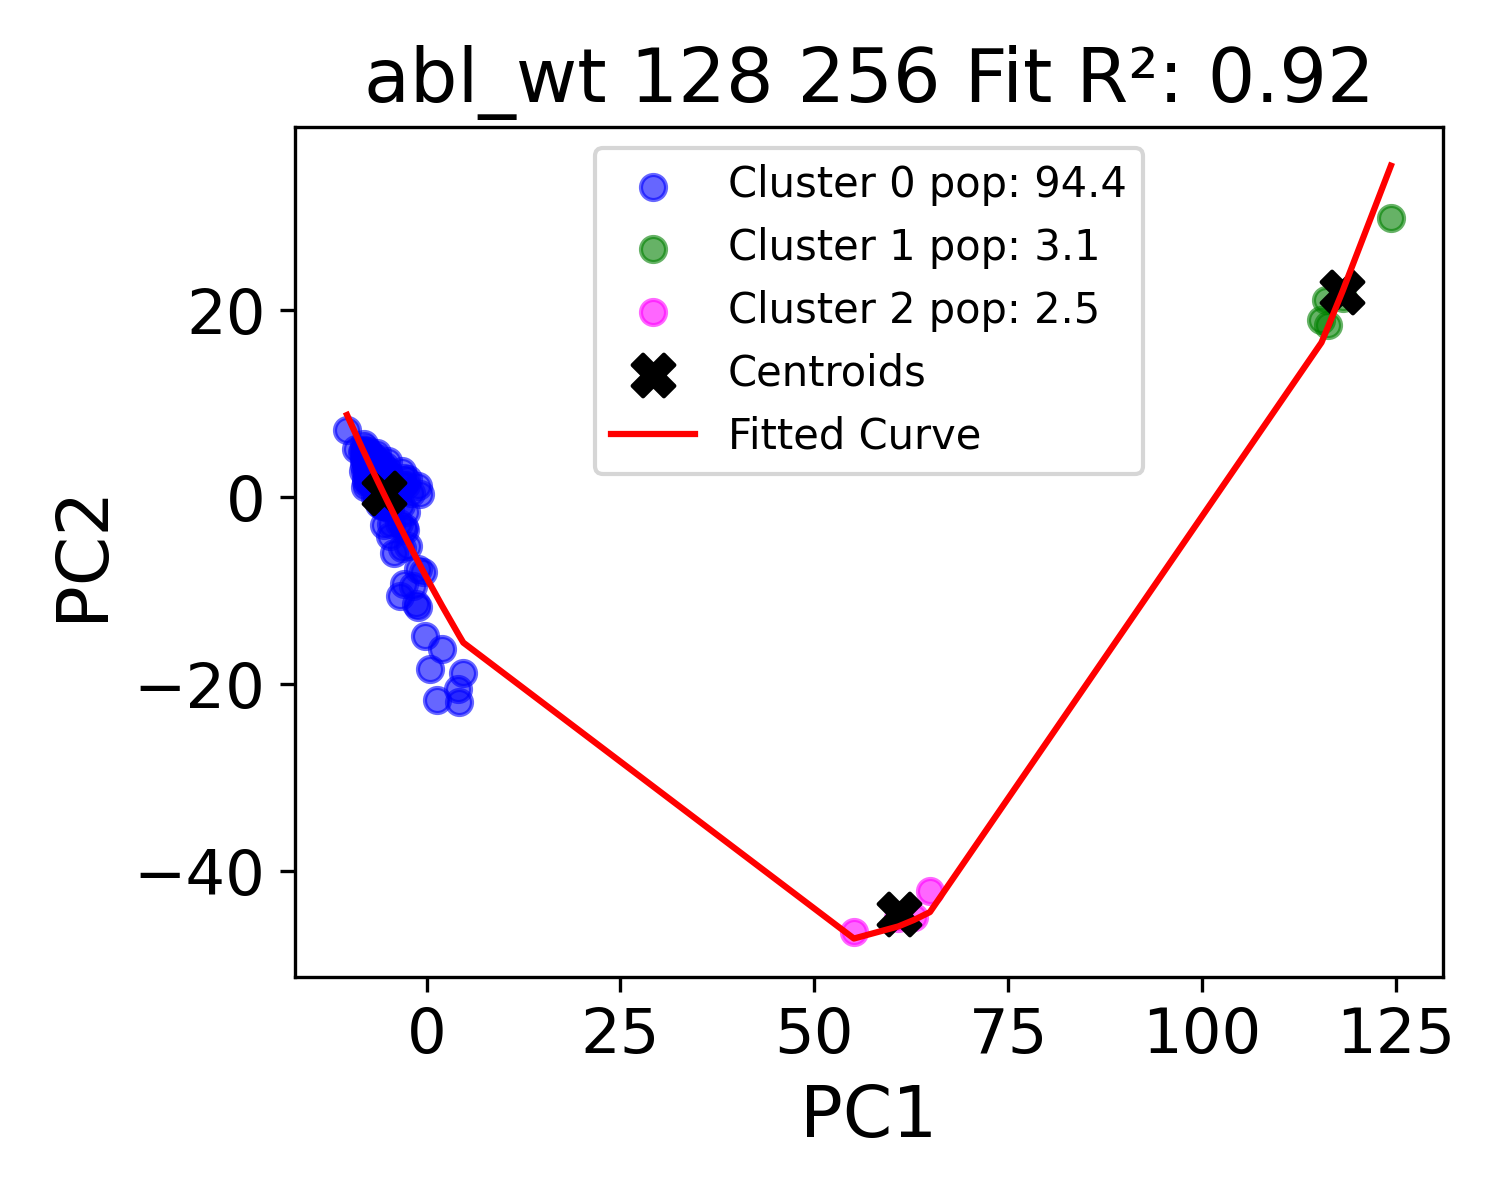 abl_wt 128 256 Fit R²: 0.92
Cluster 0 pop: 94.4
Cluster 1 pop: 3.1
Cluster 2 pop: 2.5
Centroids
Fitted Curve
PC2
20
0
−20
−40
0 25 50 75 100 125
PC1